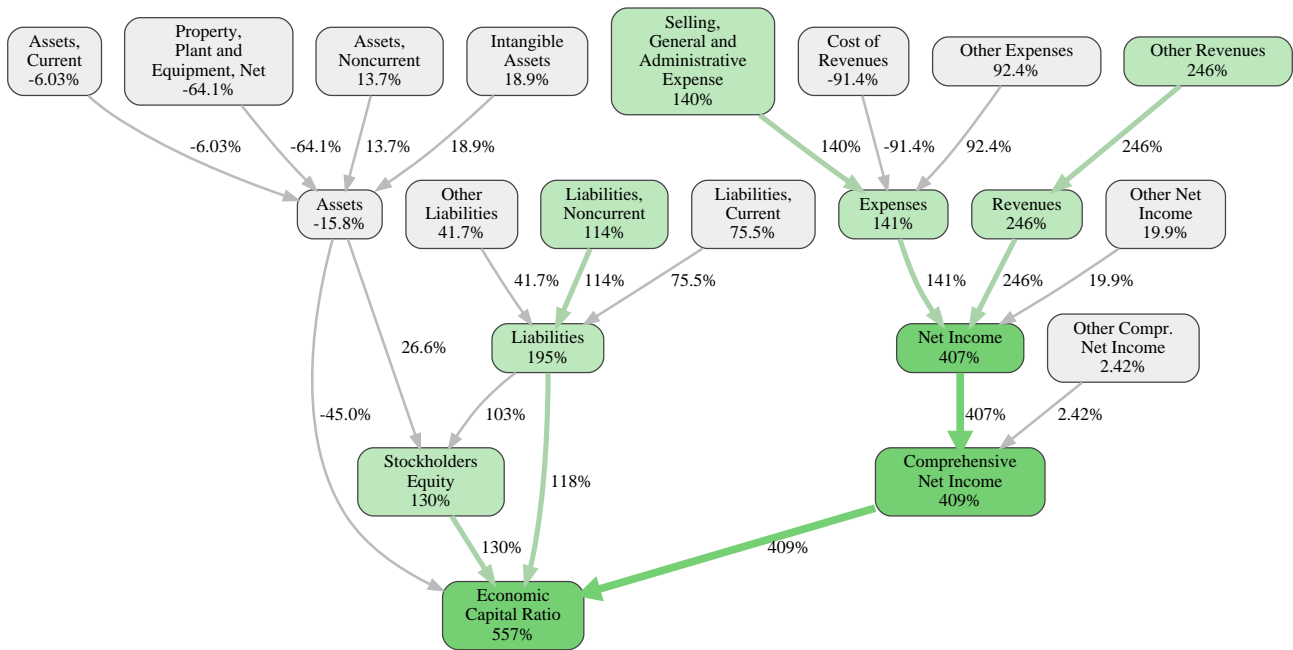 Assets,
Current
-6.03%
Property,
Plant and
Equipment, Net
-64.1%
Assets,
Noncurrent
13.7%
Intangible
Assets
18.9%
Selling,
General and
Administrative
Expense
140%
Cost of
Revenues
-91.4%
Other Expenses
92.4%
Other Revenues
246%
-6.03%
-64.1%
13.7%
18.9%
140%
-91.4%
92.4%
246%
Assets
-15.8%
Other
Liabilities
41.7%
Liabilities,
Noncurrent
114%
Liabilities,
Current
75.5%
Expenses
141%
Revenues
246%
Other Net
Income
19.9%
41.7%
114%
75.5%
141%
246%
19.9%
26.6%
Liabilities
195%
Net Income
407%
Other Compr.
Net Income
2.42%
-45.0%
103%
407%
2.42%
Stockholders
Equity
130%
118%
Comprehensive
Net Income
409%
130%
409%
Economic
Capital Ratio
557%